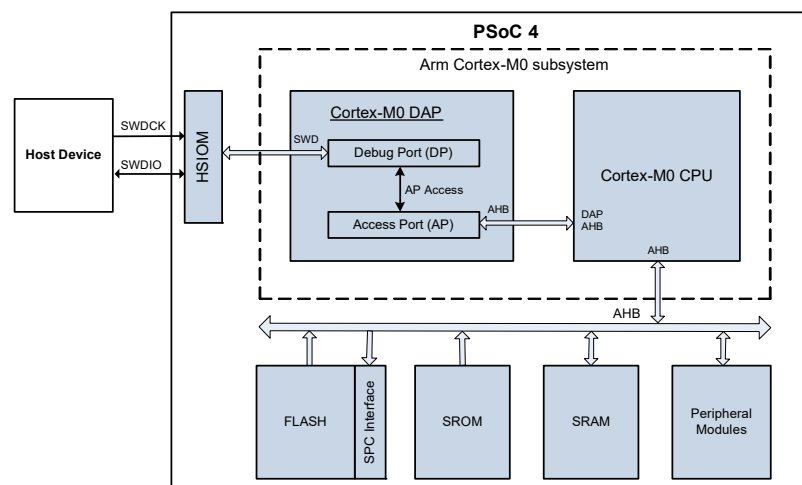 PSoC 4
Arm Cortex-M0 subsystem
Host Device
SWDCK
SWDIO
HSIOM
SWD
Cortex-M0 DAP
Debug Port (DP)
AP Access
Access Port (AP)
AHB
Cortex-M0 CPU
DAP
AHB
AHB
AHB
FLASH
SPC Interface
SROM
SRAM
Peripheral
Modules